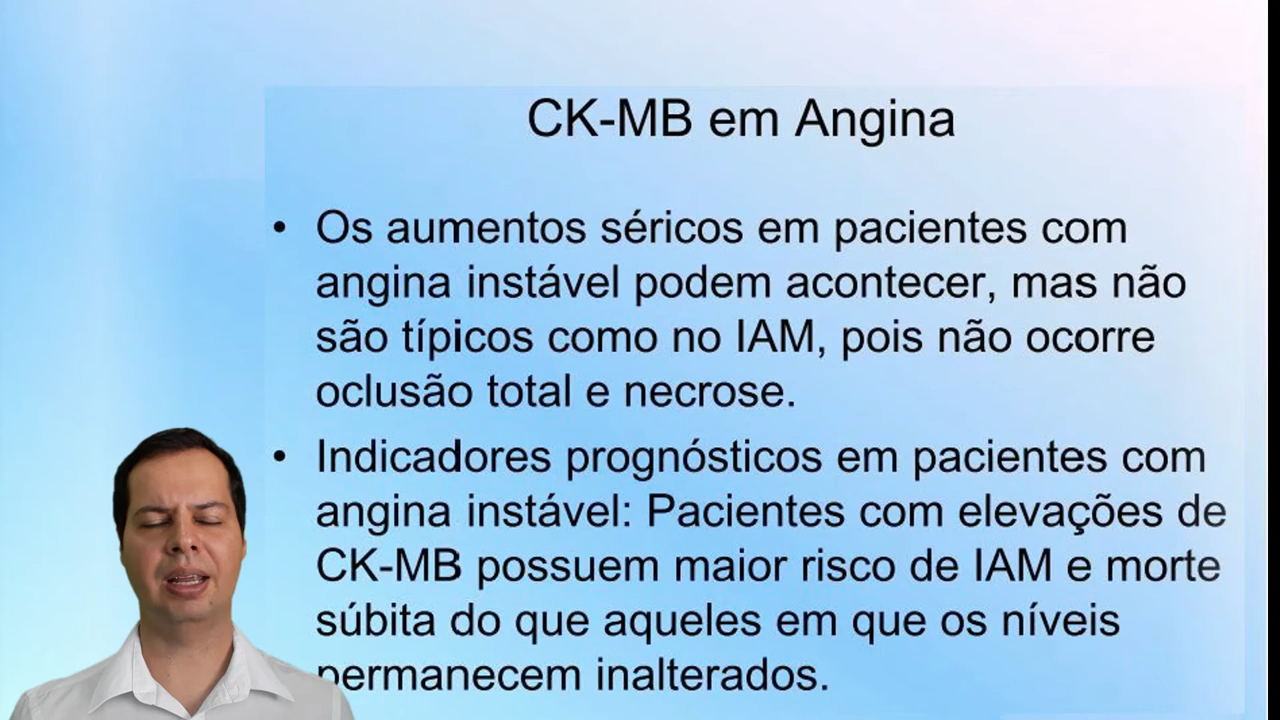 CK-MB em Angina
• Os aumentos séricos em pacientes com
angina instável podem acontecer, mas não
são típicos como no IAM, pois não ocorre
oclusão total e necrose.
• Indicadores prognósticos em pacientes com
angina instável: Pacientes com elevações de
CK-MB possuem maior risco de IAM e morte
súbita do que aqueles em que os níveis
permanecem inalterados.